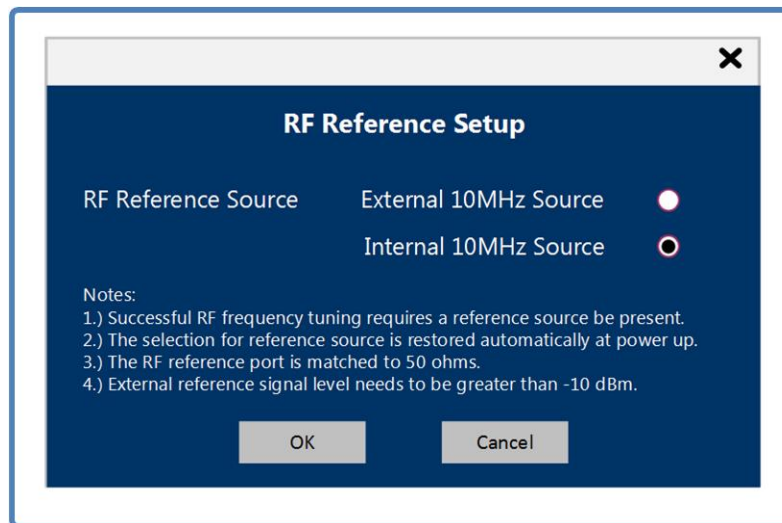 RF Reference Setup
RF Reference Source External 10MHz Source
Internal 10MHz Source
Notes:
1.) Successful RF frequency tuning requires a reference source be present.
2.) The selection for reference source is restored automatically at power up.
3.) The RF reference port is matched to 50 ohms.
4.) External reference signal level needs to be greater than -10 dBm.
OK Cancel